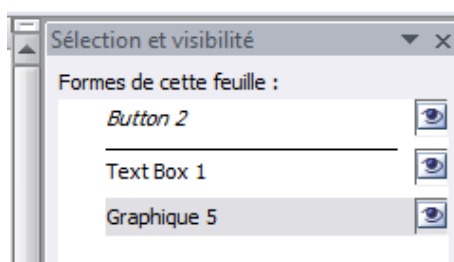 Sélection et visibilité
Formes de cette feuille :
Button 2
Text Box 1
Graphique 5